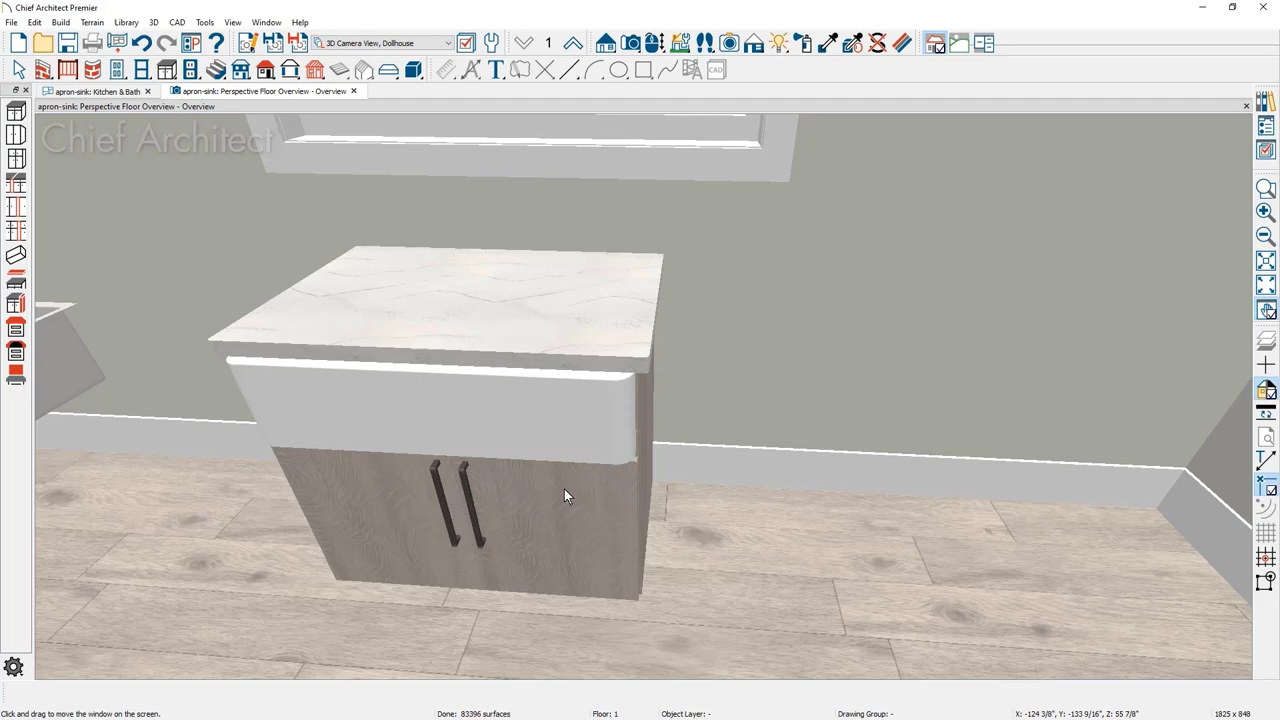 Chief Architect Premier
File Edit Build Terrain Library 3D CAD Tools View Window Help
1
3D Camera View, Dollhouse
CAD
apron-sink: Kitchen & Bath
apron-sink: Perspective Floor Overview - Overview
apron-sink: Perspective Floor Overview - Overview
Chief Architect
Click and drag to move the window on the screen.
Done: 83396 surfaces
Floor: 1
Object Layer: -
Drawing Group: -
X: -124 3/8", Y: -133 9/16", Z: 55 7/8"
1825 x 848